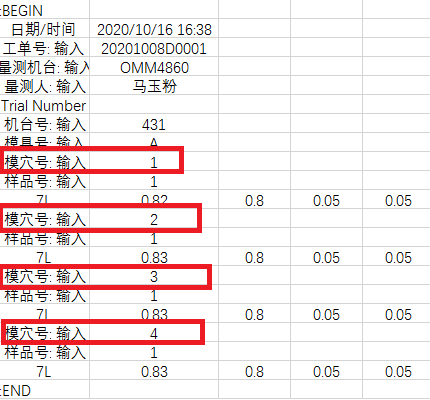 :BEGIN
日期/时间 2020/10/16 16:38
工单号: 输入 20201008D0001
量测机台: 输入 OMM4860
量测人: 输入 马玉粉
Trial Number
机台号: 输入 431
模具号: 输入 A
模穴号: 输入 1
样品号: 输入 1
7L 0.82 0.8 0.05 0.05
模穴号: 输入 2
样品号: 输入 1
7L 0.83 0.8 0.05 0.05
模穴号: 输入 3
样品号: 输入 1
7L 0.83 0.8 0.05 0.05
模穴号: 输入 4
样品号: 输入 1
7L 0.83 0.8 0.05 0.05
:END